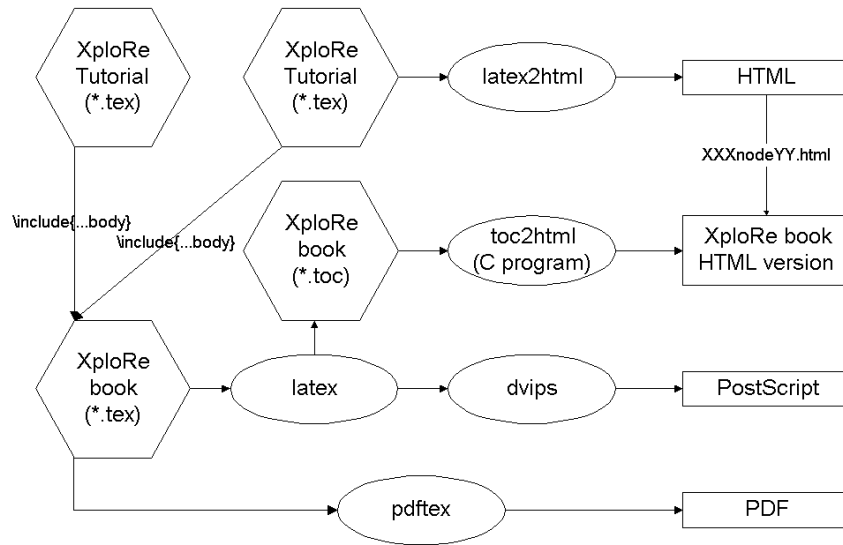 XploRe
Tutorial
(*.tex)
XploRe
Tutorial
(*.tex)
latex2html
HTML
XXXnodeYY.html
\include{...body}
\include{...body}
XploRe
book
(*.toc)
toc2html
(C program)
XploRe book
HTML version
XploRe
book
(*.tex)
latex
dvips
PostScript
pdftex
PDF